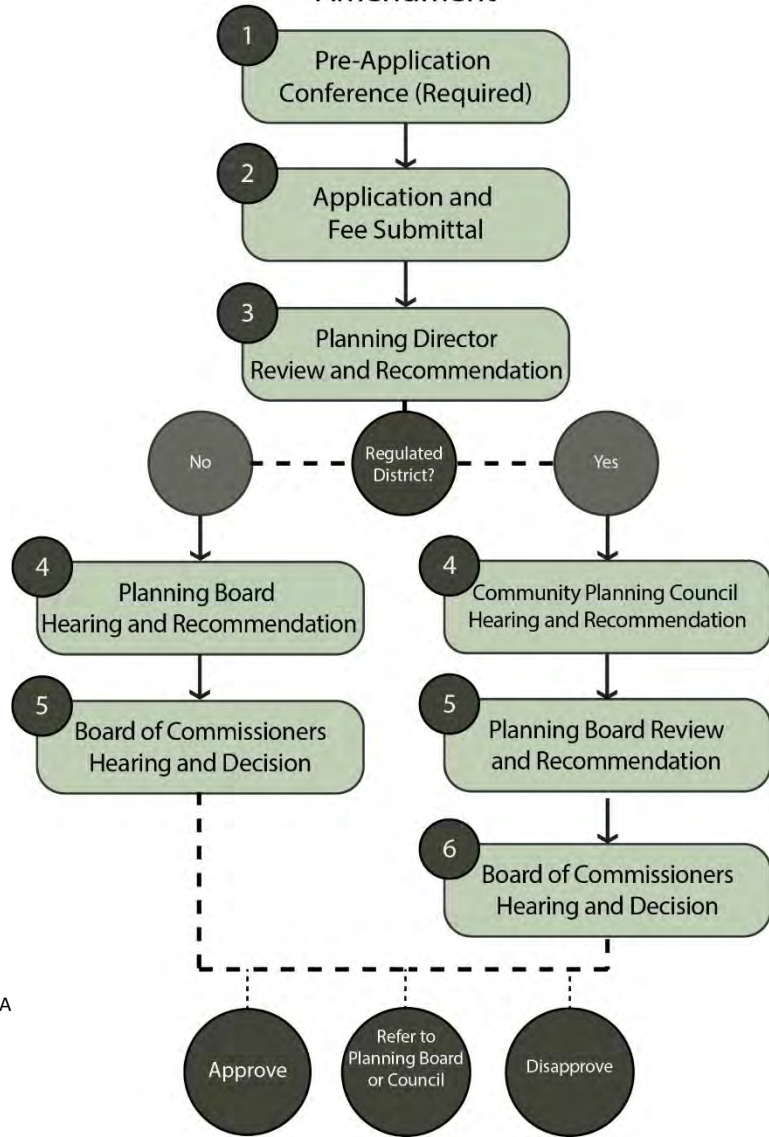 Amendment
1
Pre-Application
Conference (Required)
2
Application and
Fee Submittal
3
Planning Director
Review and Recommendation
No
Regulated
District?
Yes
4
Planning Board
Hearing and Recommendation
4
Community Planning Council
Hearing and Recommendation
5
Board of Commissioners
Hearing and Decision
5
Planning Board Review
and Recommendation
6
Board of Commissioners
Hearing and Decision
A
Approve
Refer to
Planning Board
or Council
Disapprove